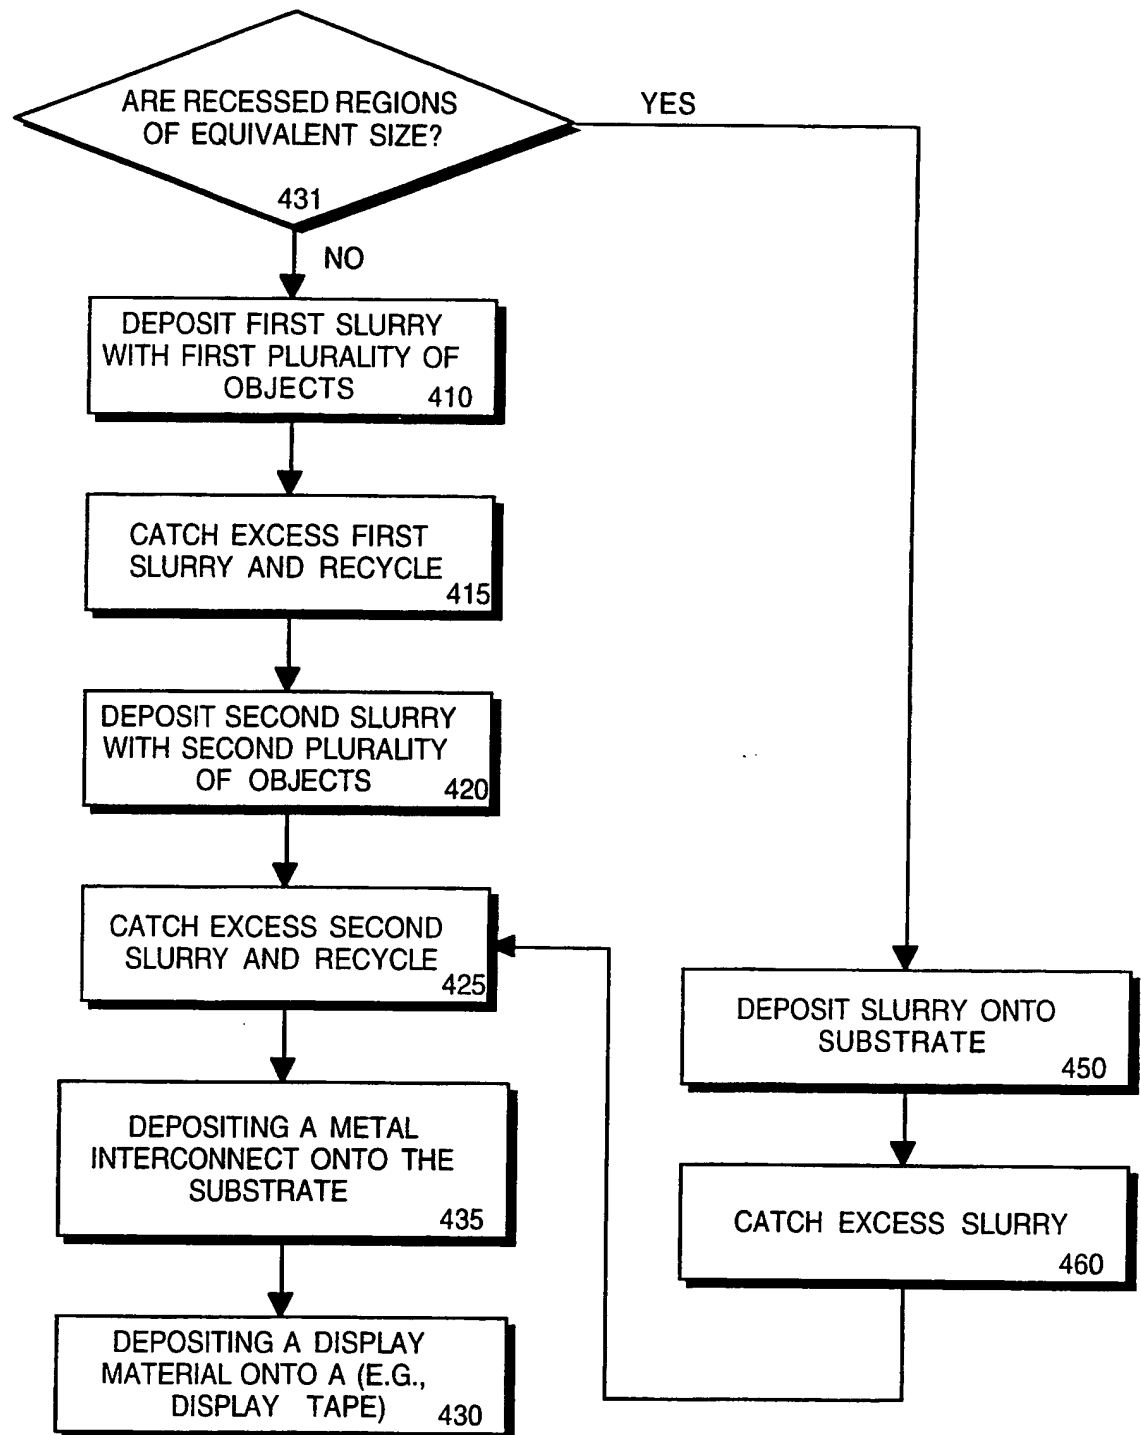 ARE RECESSED REGIONS
OF EQUIVALENT SIZE?
431
YES
NO
DEPOSIT FIRST SLURRY
WITH FIRST PLURALITY OF
OBJECTS
410
CATCH EXCESS FIRST
SLURRY AND RECYCLE
415
DEPOSIT SECOND SLURRY
WITH SECOND PLURALITY
OF OBJECTS
420
CATCH EXCESS SECOND
SLURRY AND RECYCLE
425
DEPOSITING A METAL
INTERCONNECT ONTO THE
SUBSTRATE
435
DEPOSITING A DISPLAY
MATERIAL ONTO A (E.G.,
DISPLAY TAPE)
430
DEPOSIT SLURRY ONTO
SUBSTRATE
450
CATCH EXCESS SLURRY
460